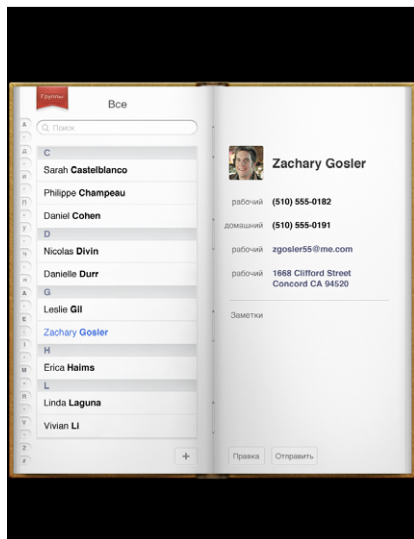 Группы
Все
Поиск
C
Sarah Castelblanco
Philippe Champeau
Daniel Cohen
D
Nicolas Divin
Danielle Durr
G
Leslie Gil
Zachary Gosler
H
Erica Haims
L
Linda Laguna
Vivian Li
+
А
Д
И
П
У
Ч
Н
A
E
I
M
R
V
Z
#
Zachary Gosler
рабочий (510) 555-0182
домашний (510) 555-0191
рабочий zgosler55@me.com
рабочий 1668 Clifford Street
Concord CA 94520
Заметки
Правка Отправить